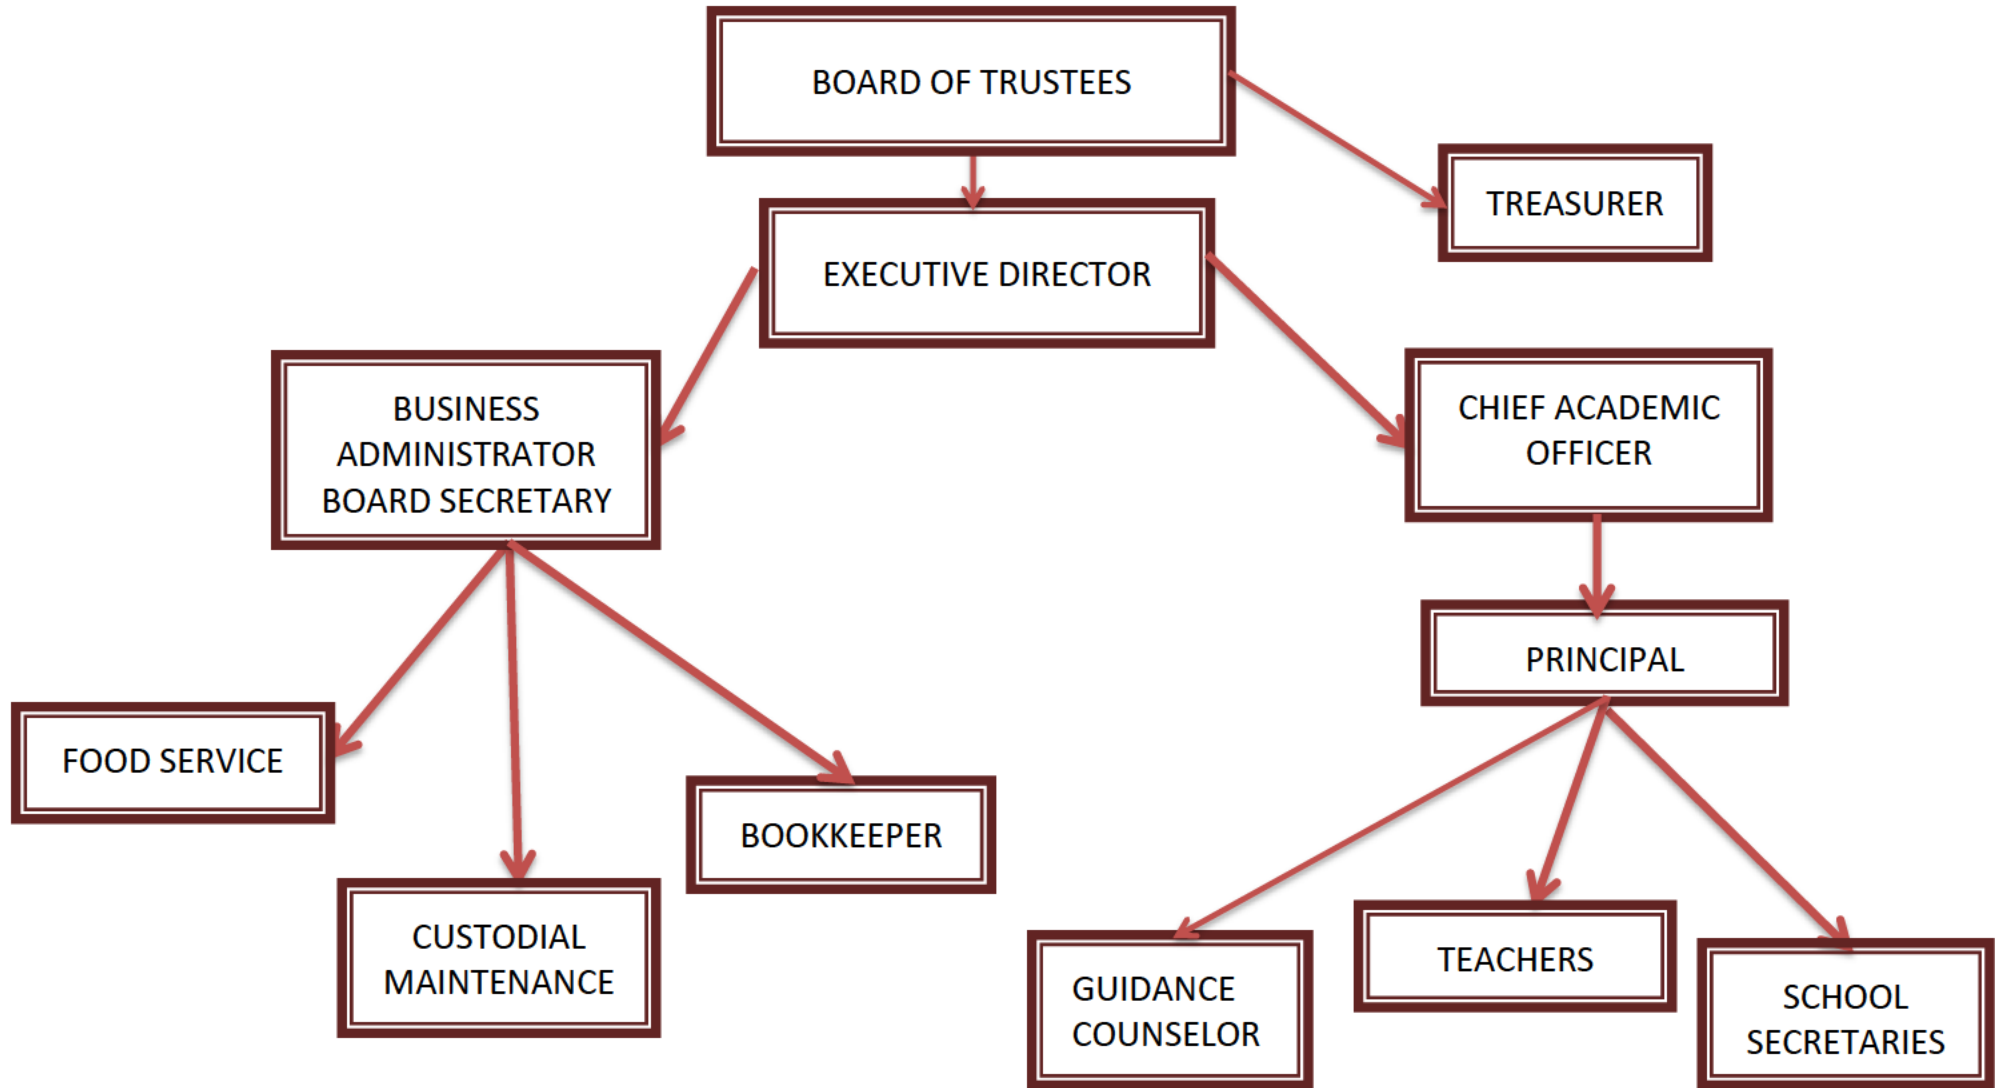 BOARD OF TRUSTEES
TREASURER
EXECUTIVE DIRECTOR
BUSINESS
ADMINISTRATOR
BOARD SECRETARY
CHIEF ACADEMIC
OFFICER
PRINCIPAL
FOOD SERVICE
BOOKKEEPER
CUSTODIAL
MAINTENANCE
GUIDANCE
COUNSELOR
TEACHERS
SCHOOL
SECRETARIES